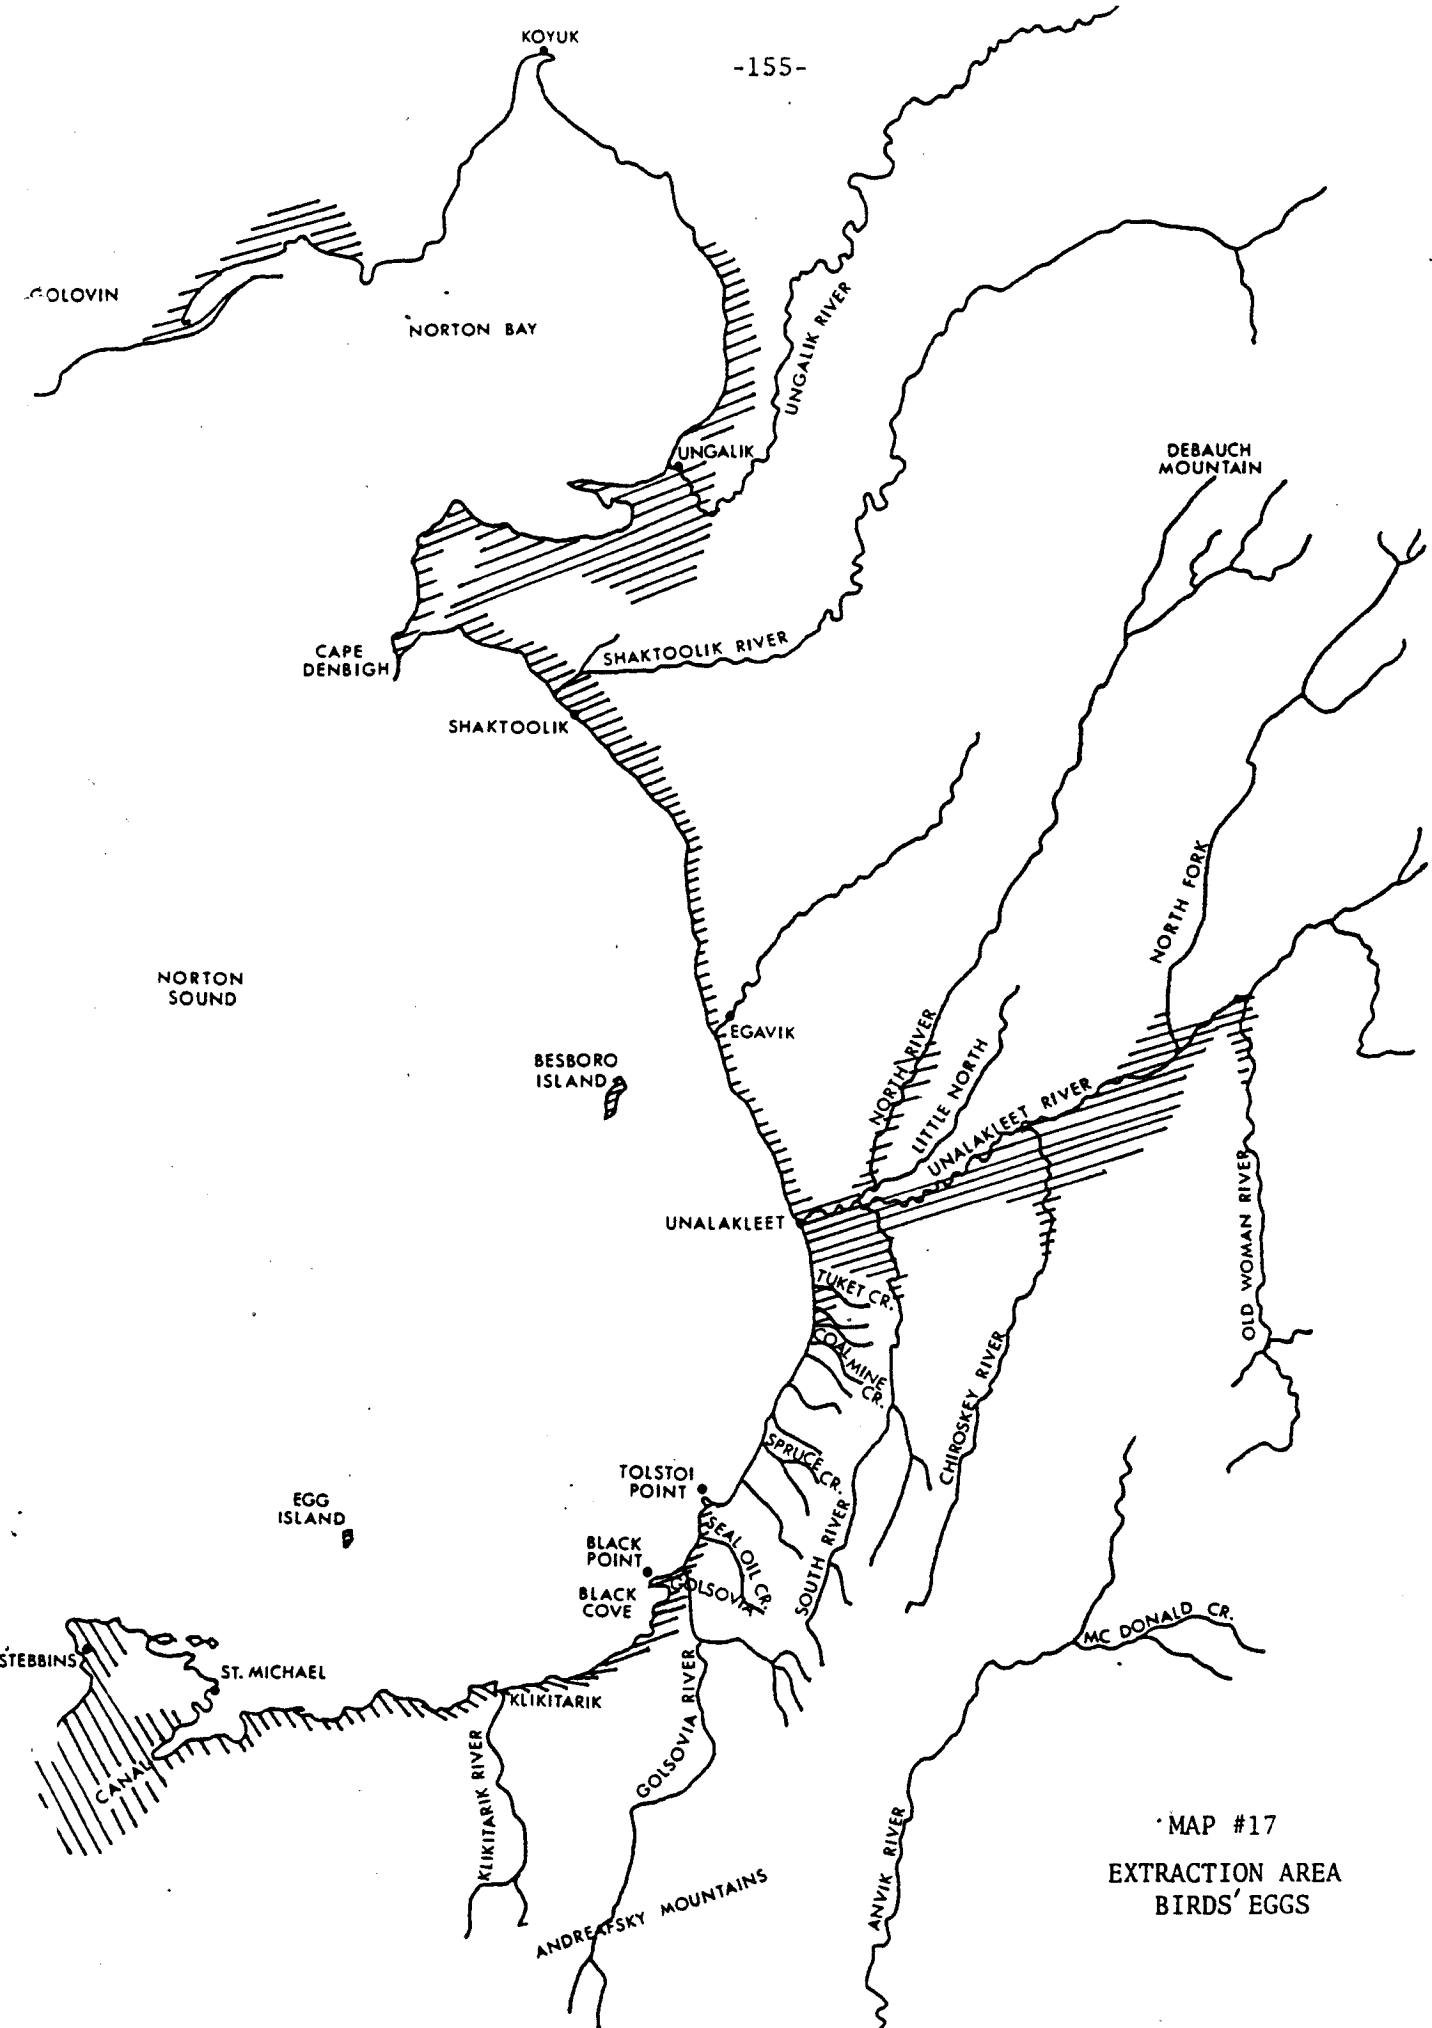 KOYUK
-155-
GOLOVIN
NORTON BAY
UNGALIK RIVER
UNGALIK
DEBAUCH
MOUNTAIN
CAPE
DENBIGH
SHAKTOOLIK RIVER
SHAKTOOLIK
NORTH FORK
NORTON
SOUND
EGAVIK
BESBORO
ISLAND
NORTH RIVER
LITTLE NORTH
UNALAKLEET RIVER
UNALAKLEET
OLD WOMAN RIVER
TUKET CR.
COALMINE
CR.
CHIROSKEY RIVER
SPRUCE CR.
TOLSTOI
POINT
EGG
ISLAND
SEAL OIL CR.
SOUTH RIVER
BLACK
POINT
BLACK
COVE
GOLSOVIA
MC DONALD CR.
STEBBINS
ST. MICHAEL
KLIKITARIK
GOLSOVIA RIVER
CANAL
KLIKITARIK RIVER
ANVIK RIVER
ANDREAFSKY MOUNTAINS
MAP #17
EXTRACTION AREA
BIRDS' EGGS